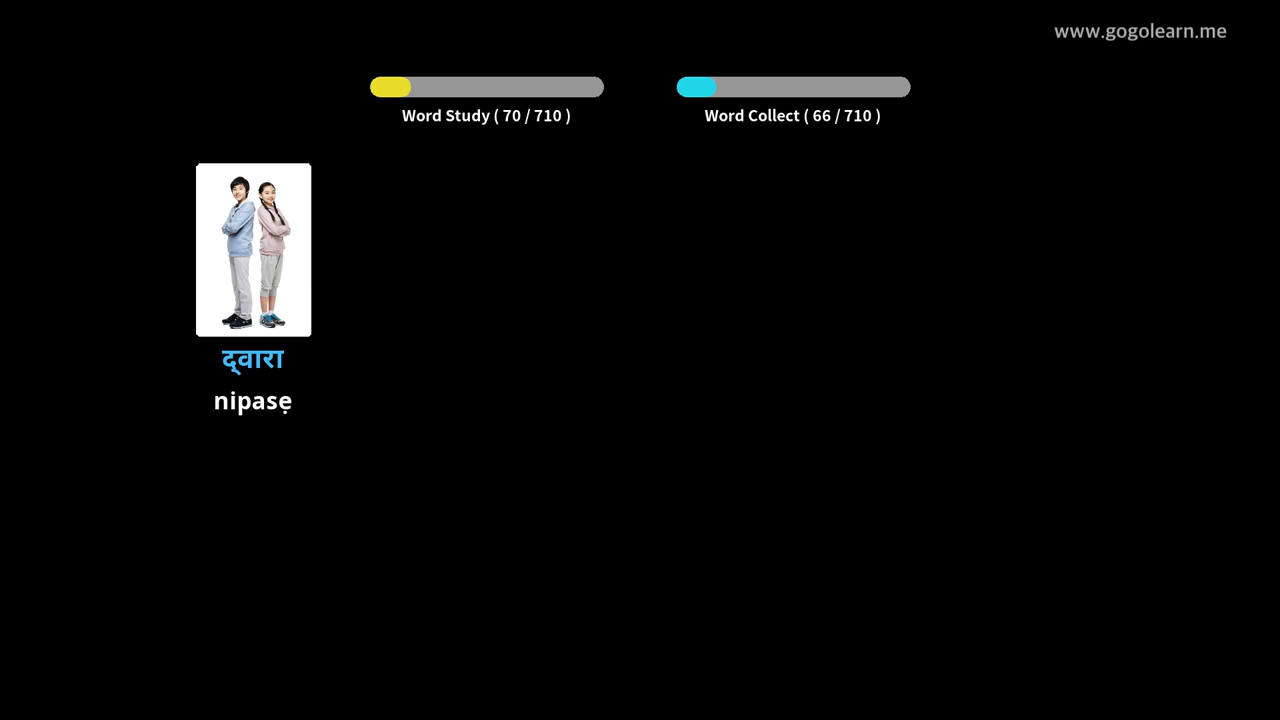 www.gogolearn.me
Word Study ( 70 / 710 )
Word Collect ( 66 / 710 )
द्वारा
nipasẹ